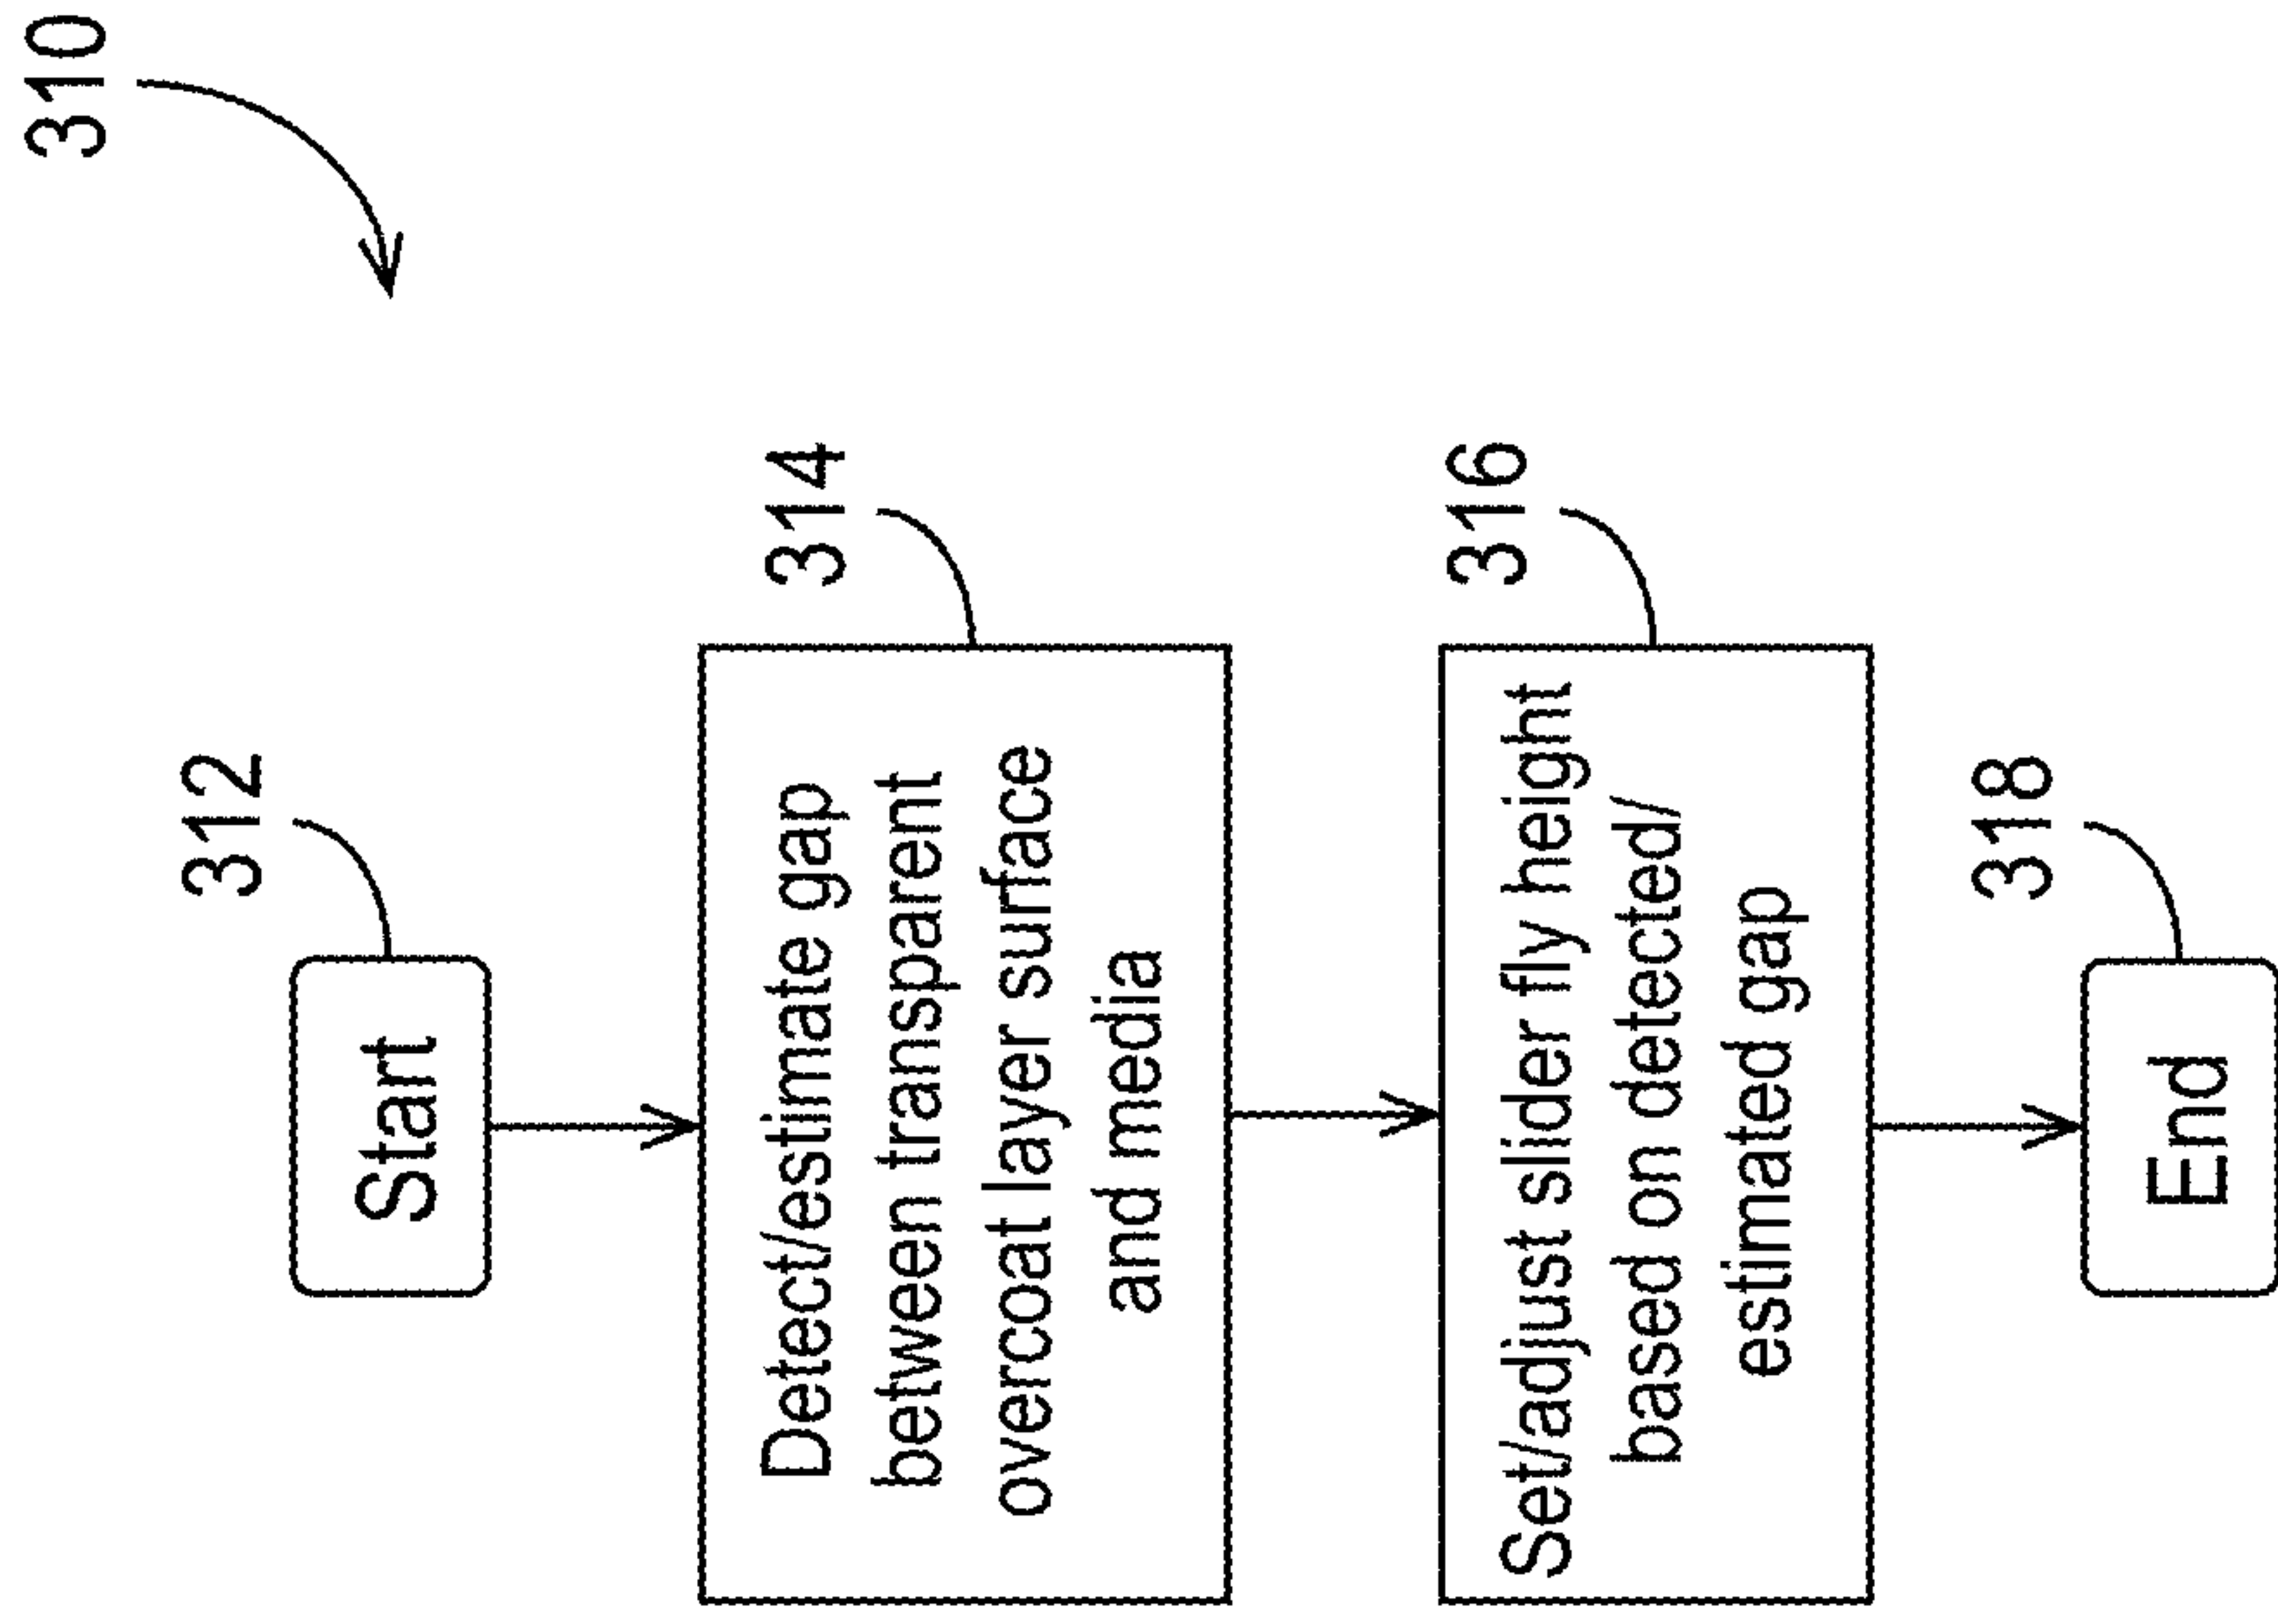 310
312
Start
314
Detect/estimate gap
between transparent
overcoat layer surface
and media
316
Set/adjust slider fly height
based on detected/
estimated gap
318
End